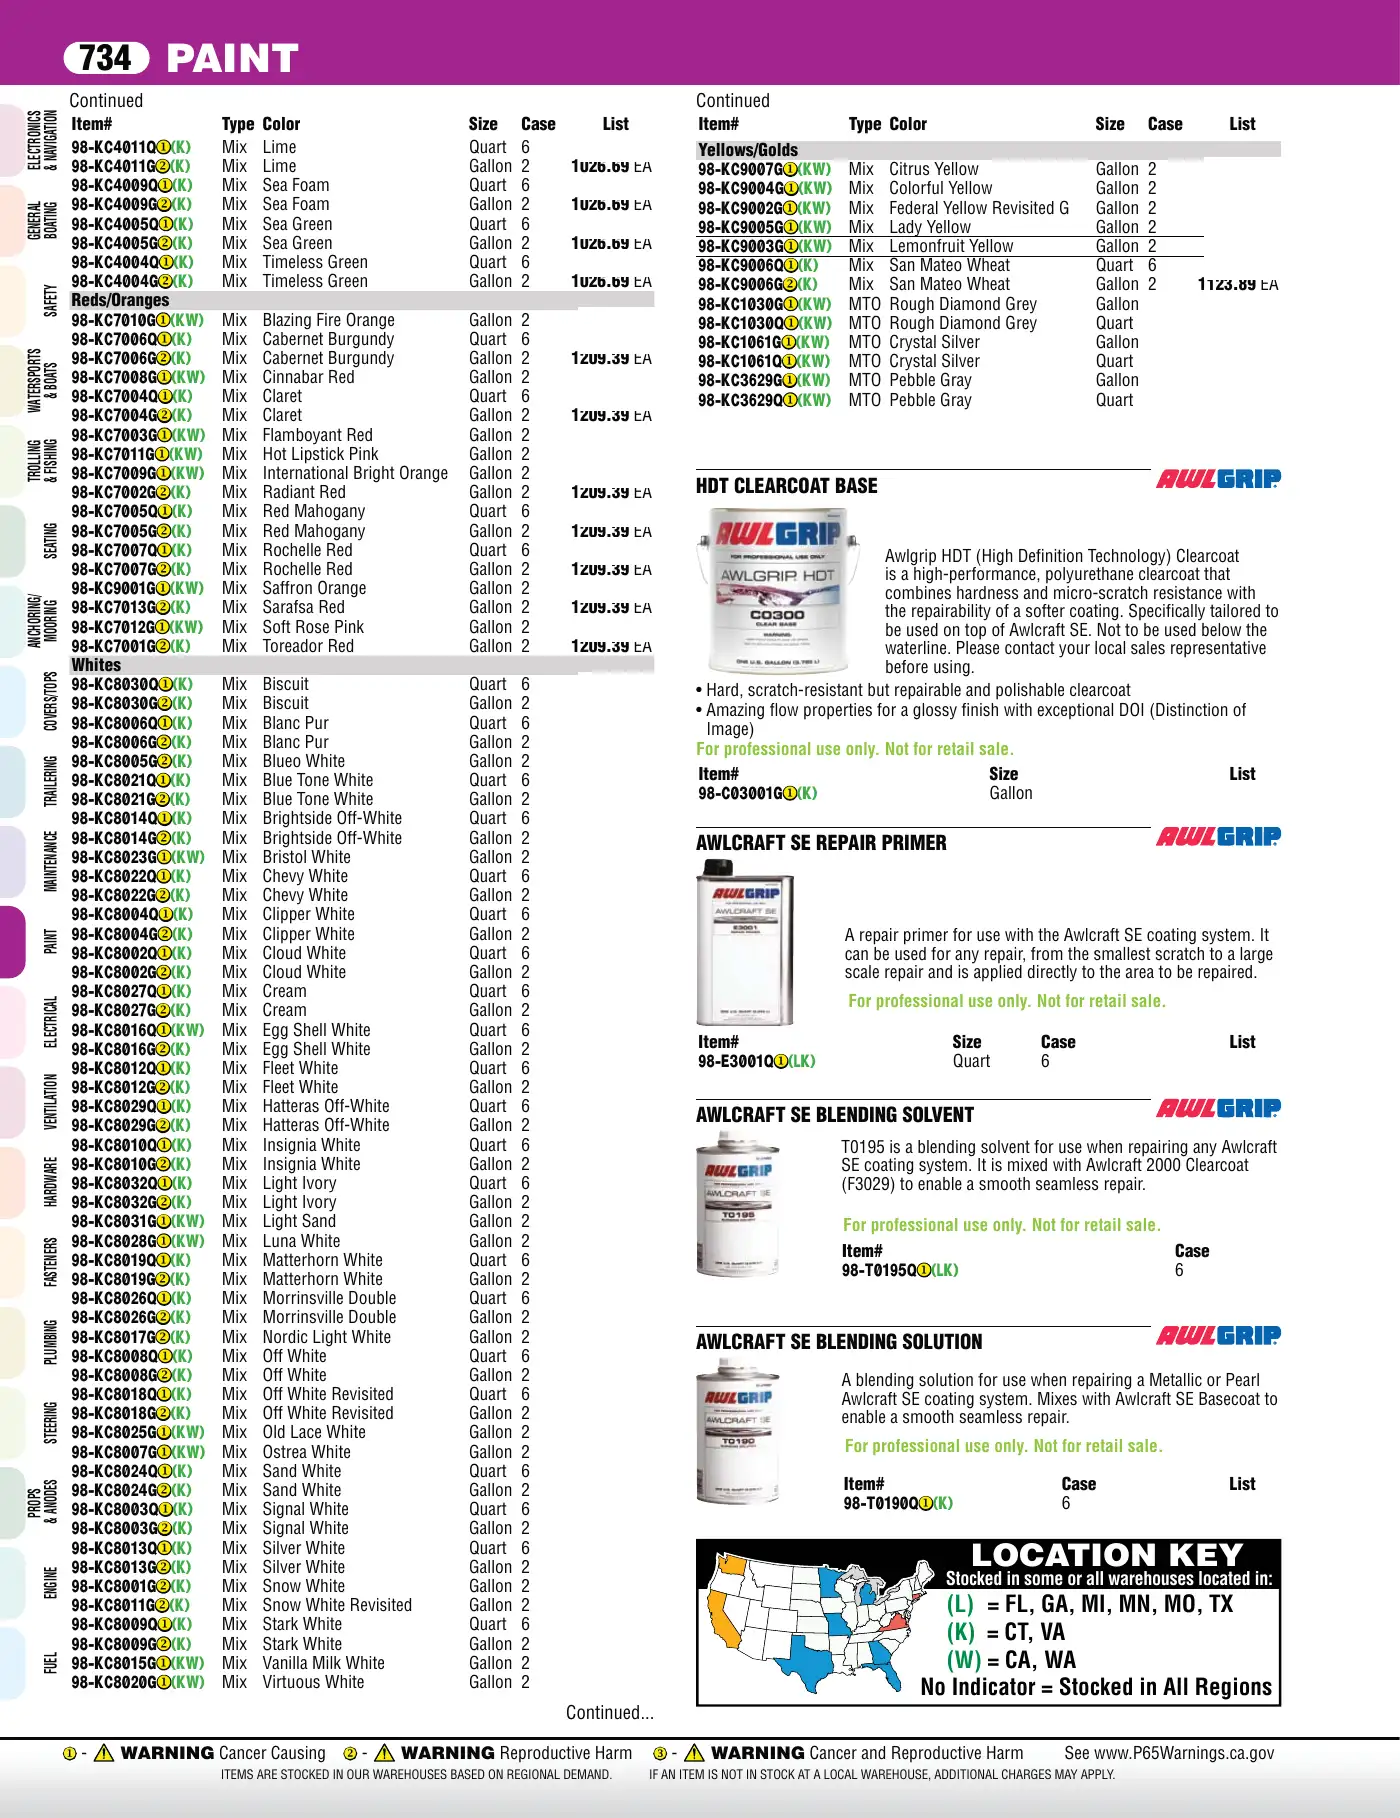 734 PAINT
ELECTRONICS
& NAVIGATION
GENERAL
BOATING
SAFETY
WATERSPORTS
& BOATS
TROLLING
& FISHING
SEATING
ANCHORING/
MOORING
COVERS/TOPS
TRAILERING
MAINTENANCE
PAINT
ELECTRICAL
VENTILATION
HARDWARE
FASTENERS
PLUMBING
STEERING
PROPS
& ANODES
ENGINE
FUEL
Continued
Item# Type Color Size Case List
98-KC4011Q1(K) Mix Lime Quart 6
98-KC4011G2(K) Mix Lime Gallon 2 1026.69 EA
98-KC4009Q1(K) Mix Sea Foam Quart 6
98-KC4009G2(K) Mix Sea Foam Gallon 2 1026.69 EA
98-KC4005Q1(K) Mix Sea Green Quart 6
98-KC4005G2(K) Mix Sea Green Gallon 2 1026.69 EA
98-KC4004Q1(K) Mix Timeless Green Quart 6
98-KC4004G2(K) Mix Timeless Green Gallon 2 1026.69 EA
Reds/Oranges
98-KC7010G1(KW) Mix Blazing Fire Orange Gallon 2
98-KC7006Q1(K) Mix Cabernet Burgundy Quart 6
98-KC7006G2(K) Mix Cabernet Burgundy Gallon 2 1209.39 EA
98-KC7008G1(KW) Mix Cinnabar Red Gallon 2
98-KC7004Q1(K) Mix Claret Quart 6
98-KC7004G2(K) Mix Claret Gallon 2 1209.39 EA
98-KC7003G1(KW) Mix Flamboyant Red Gallon 2
98-KC7011G1(KW) Mix Hot Lipstick Pink Gallon 2
98-KC7009G1(KW) Mix International Bright Orange Gallon 2
98-KC7002G2(K) Mix Radiant Red Gallon 2 1209.39 EA
98-KC7005Q1(K) Mix Red Mahogany Quart 6
98-KC7005G2(K) Mix Red Mahogany Gallon 2 1209.39 EA
98-KC7007Q1(K) Mix Rochelle Red Quart 6
98-KC7007G2(K) Mix Rochelle Red Gallon 2 1209.39 EA
98-KC9001G1(KW) Mix Saffron Orange Gallon 2
98-KC7013G2(K) Mix Sarafsa Red Gallon 2 1209.39 EA
98-KC7012G1(KW) Mix Soft Rose Pink Gallon 2
98-KC7001G2(K) Mix Toreador Red Gallon 2 1209.39 EA
Whites
98-KC8030Q1(K) Mix Biscuit Quart 6
98-KC8030G2(K) Mix Biscuit Gallon 2
98-KC8006Q1(K) Mix Blanc Pur Quart 6
98-KC8006G2(K) Mix Blanc Pur Gallon 2
98-KC8005G2(K) Mix Blueo White Gallon 2
98-KC8021Q1(K) Mix Blue Tone White Quart 6
98-KC8021G2(K) Mix Blue Tone White Gallon 2
98-KC8014Q1(K) Mix Brightside Off-White Quart 6
98-KC8014G2(K) Mix Brightside Off-White Gallon 2
98-KC8023G1(KW) Mix Bristol White Gallon 2
98-KC8022Q1(K) Mix Chevy White Quart 6
98-KC8022G2(K) Mix Chevy White Gallon 2
98-KC8004Q1(K) Mix Clipper White Quart 6
98-KC8004G2(K) Mix Clipper White Gallon 2
98-KC8002Q1(K) Mix Cloud White Quart 6
98-KC8002G2(K) Mix Cloud White Gallon 2
98-KC8027Q1(K) Mix Cream Quart 6
98-KC8027G2(K) Mix Cream Gallon 2
98-KC8016Q1(KW) Mix Egg Shell White Quart 6
98-KC8016G2(K) Mix Egg Shell White Gallon 2
98-KC8012Q1(K) Mix Fleet White Quart 6
98-KC8012G2(K) Mix Fleet White Gallon 2
98-KC8029Q1(K) Mix Hatteras Off-White Quart 6
98-KC8029G2(K) Mix Hatteras Off-White Gallon 2
98-KC8010Q1(K) Mix Insignia White Quart 6
98-KC8010G2(K) Mix Insignia White Gallon 2
98-KC8032Q1(K) Mix Light Ivory Quart 6
98-KC8032G2(K) Mix Light Ivory Gallon 2
98-KC8031G1(KW) Mix Light Sand Gallon 2
98-KC8028G1(KW) Mix Luna White Gallon 2
98-KC8019Q1(K) Mix Matterhorn White Quart 6
98-KC8019G2(K) Mix Matterhorn White Gallon 2
98-KC8026Q1(K) Mix Morrinsville Double Quart 6
98-KC8026G2(K) Mix Morrinsville Double Gallon 2
98-KC8017G2(K) Mix Nordic Light White Gallon 2
98-KC8008Q1(K) Mix Off White Quart 6
98-KC8008G2(K) Mix Off White Gallon 2
98-KC8018Q1(K) Mix Off White Revisited Quart 6
98-KC8018G2(K) Mix Off White Revisited Gallon 2
98-KC8025G1(KW) Mix Old Lace White Gallon 2
98-KC8007G1(KW) Mix Ostrea White Gallon 2
98-KC8024Q1(K) Mix Sand White Quart 6
98-KC8024G2(K) Mix Sand White Gallon 2
98-KC8003Q1(K) Mix Signal White Quart 6
98-KC8003G2(K) Mix Signal White Gallon 2
98-KC8013Q1(K) Mix Silver White Quart 6
98-KC8013G2(K) Mix Silver White Gallon 2
98-KC8001G2(K) Mix Snow White Gallon 2
98-KC8011G2(K) Mix Snow White Revisited Gallon 2
98-KC8009Q1(K) Mix Stark White Quart 6
98-KC8009G2(K) Mix Stark White Gallon 2
98-KC8015G1(KW) Mix Vanilla Milk White Gallon 2
98-KC8020G1(KW) Mix Virtuous White Gallon 2
Continued...
Continued
Item# Type Color Size Case List
Yellows/Golds
98-KC9007G1(KW) Mix Citrus Yellow Gallon 2
98-KC9004G1(KW) Mix Colorful Yellow Gallon 2
98-KC9002G1(KW) Mix Federal Yellow Revisited G Gallon 2
98-KC9005G1(KW) Mix Lady Yellow Gallon 2
98-KC9003G1(KW) Mix Lemonfruit Yellow Gallon 2
98-KC9006Q1(K) Mix San Mateo Wheat Quart 6
98-KC9006G2(K) Mix San Mateo Wheat Gallon 2 1123.89 EA
98-KC1030G1(KW) MTO Rough Diamond Grey Gallon
98-KC1030Q1(KW) MTO Rough Diamond Grey Quart
98-KC1061G1(KW) MTO Crystal Silver Gallon
98-KC1061Q1(KW) MTO Crystal Silver Quart
98-KC3629G1(KW) MTO Pebble Gray Gallon
98-KC3629Q1(KW) MTO Pebble Gray Quart
HDT CLEARCOAT BASE AWLGRIP
AWLGRIP
FOR PROFESSIONAL USE ONLY
AWLGRIP HDT
C0300
CLEAR BASE
WARNING:
ONE U.S. GALLON (3.785 L)
Awlgrip HDT (High Definition Technology) Clearcoat
is a high-performance, polyurethane clearcoat that
combines hardness and micro-scratch resistance with
the repairability of a softer coating. Specifically tailored to
be used on top of Awlcraft SE. Not to be used below the
waterline. Please contact your local sales representative
before using.
• Hard, scratch-resistant but repairable and polishable clearcoat
• Amazing flow properties for a glossy finish with exceptional DOI (Distinction of
Image)
For professional use only. Not for retail sale.
Item# Size List
98-C03001G1(K) Gallon
AWLCRAFT SE REPAIR PRIMER AWLGRIP
AWLGRIP
AWLCRAFT SE
E3001
A repair primer for use with the Awlcraft SE coating system. It
can be used for any repair, from the smallest scratch to a large
scale repair and is applied directly to the area to be repaired.
For professional use only. Not for retail sale.
Item# Size Case List
98-E3001Q1(LK) Quart 6
AWLCRAFT SE BLENDING SOLVENT AWLGRIP
AWLGRIP
AWLCRAFT SE
T0195
T0195 is a blending solvent for use when repairing any Awlcraft
SE coating system. It is mixed with Awlcraft 2000 Clearcoat
(F3029) to enable a smooth seamless repair.
For professional use only. Not for retail sale.
Item# Case
98-T0195Q1(LK) 6
AWLCRAFT SE BLENDING SOLUTION AWLGRIP
AWLGRIP
AWLCRAFT SE
T0190
A blending solution for use when repairing a Metallic or Pearl
Awlcraft SE coating system. Mixes with Awlcraft SE Basecoat to
enable a smooth seamless repair.
For professional use only. Not for retail sale.
Item# Case List
98-T0190Q1(K) 6
LOCATION KEY
Stocked in some or all warehouses located in:
(L) = FL, GA, MI, MN, MO, TX
(K) = CT, VA
(W) = CA, WA
No Indicator = Stocked in All Regions
1 - WARNING Cancer Causing 2 - WARNING Reproductive Harm 3 - WARNING Cancer and Reproductive Harm See www.P65Warnings.ca.gov
ITEMS ARE STOCKED IN OUR WAREHOUSES BASED ON REGIONAL DEMAND. IF AN ITEM IS NOT IN STOCK AT A LOCAL WAREHOUSE, ADDITIONAL CHARGES MAY APPLY.